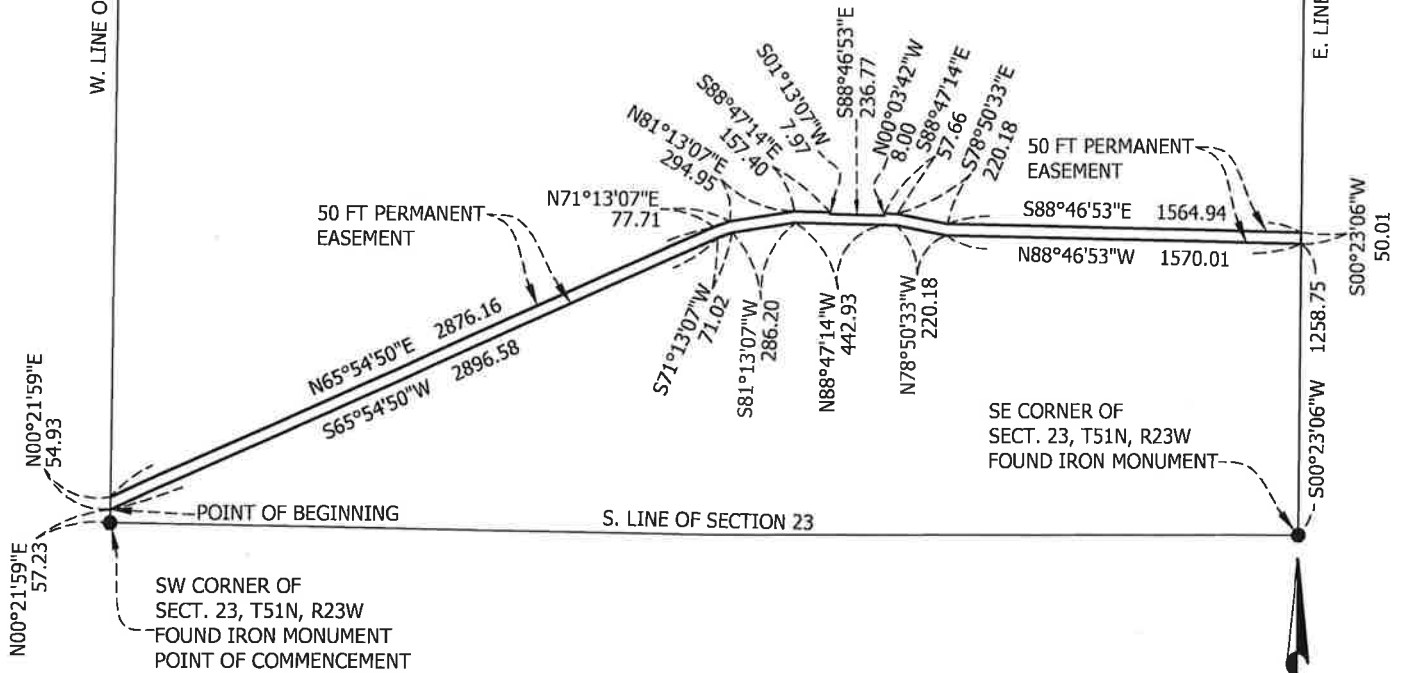 W. LINE O
E. LINE
S88°46'53"E
236.77
S01°13'07"W
7.97
N00°03'42"W
8.00
S88°47'14"E
157.40
S88°47'14"E
57.66
N81°13'07"E
294.95
S78°50'33"E
220.18
50 FT PERMANENT
EASEMENT
N71°13'07"E
77.71
50 FT PERMANENT
EASEMENT
S88°46'53"E 1564.94
N88°46'53"W 1570.01
S00°23'06"W
50.01
N65°54'50"E 2876.16
S65°54'50"W 2896.58
S71°13'07"W
71.02
S81°13'07"W
286.20
N88°47'14"W
442.93
N78°50'33"W
220.18
S00°23'06"W 1258.75
N00°21'59"E
54.93
SE CORNER OF
SECT. 23, T51N, R23W
FOUND IRON MONUMENT
POINT OF BEGINNING
S. LINE OF SECTION 23
N00°21'59"E
57.23
SW CORNER OF
SECT. 23, T51N, R23W
FOUND IRON MONUMENT
POINT OF COMMENCEMENT